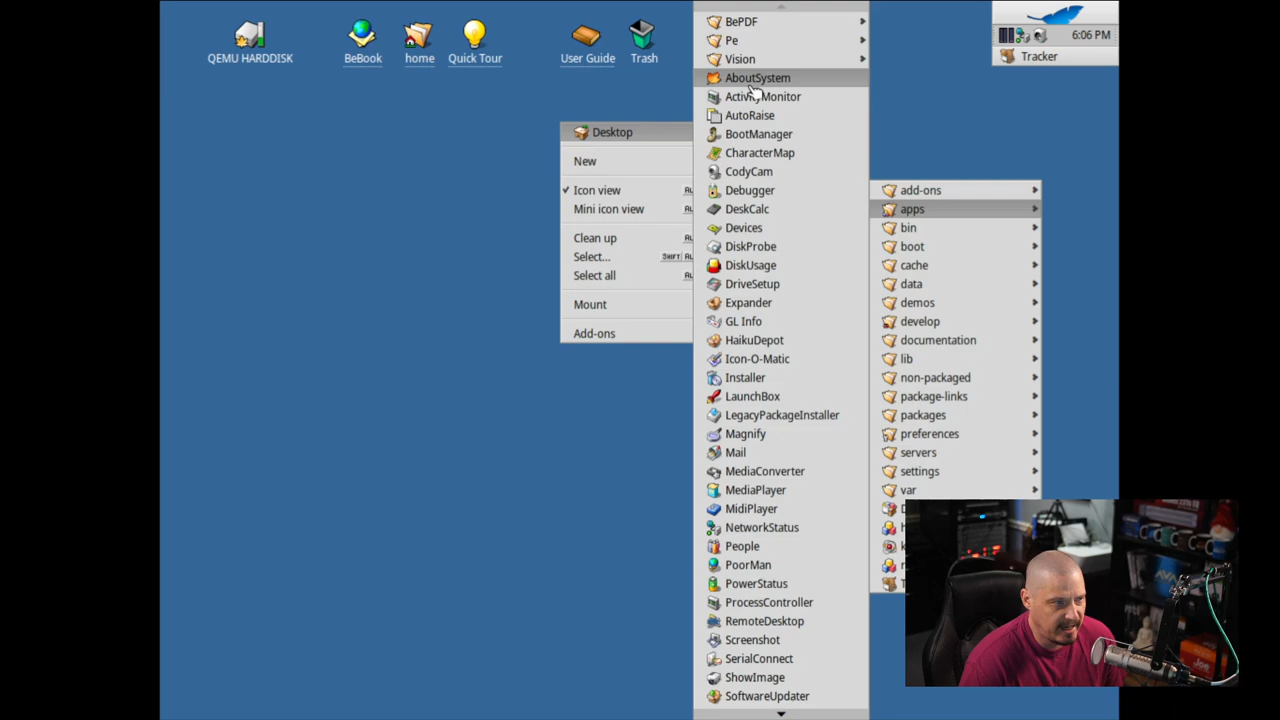 QEMU HARDDISK
BeBook
home
Quick Tour
User Guide
Trash
6:06 PM
Tracker
Desktop
New
Icon view
Mini icon view
Clean up
Select...
SHIFT
Select all
Mount
Add-ons
BePDF
Pe
Vision
AboutSystem
ActivityMonitor
AutoRaise
BootManager
CharacterMap
CodyCam
Debugger
DeskCalc
Devices
DiskProbe
DiskUsage
DriveSetup
Expander
GL Info
HaikuDepot
Icon-O-Matic
Installer
LaunchBox
LegacyPackageInstaller
Magnify
Mail
MediaConverter
MediaPlayer
MidiPlayer
NetworkStatus
People
PoorMan
PowerStatus
ProcessController
RemoteDesktop
Screenshot
SerialConnect
ShowImage
SoftwareUpdater
add-ons
apps
bin
boot
cache
data
demos
develop
documentation
lib
non-packaged
package-links
packages
preferences
servers
settings
var